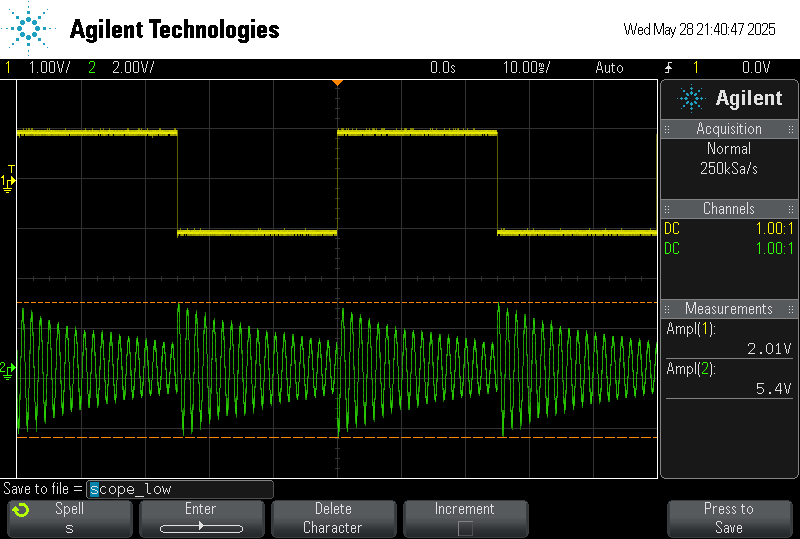 Agilent Technologies
Wed May 28 21:40:47 2025
1 1.00V/ 2 2.00V/ 0.0s 10.00ms/ Auto 1 0.0V
Agilent
Acquisition
Normal
250kSa/s
Channels
DC 1.00:1
DC 1.00:1
Measurements
Ampl(1):
2.01V
Ampl(2):
5.4V
T
1
2
Save to file = scope_low
Spell
s
Enter
Delete
Character
Increment
Press to
Save